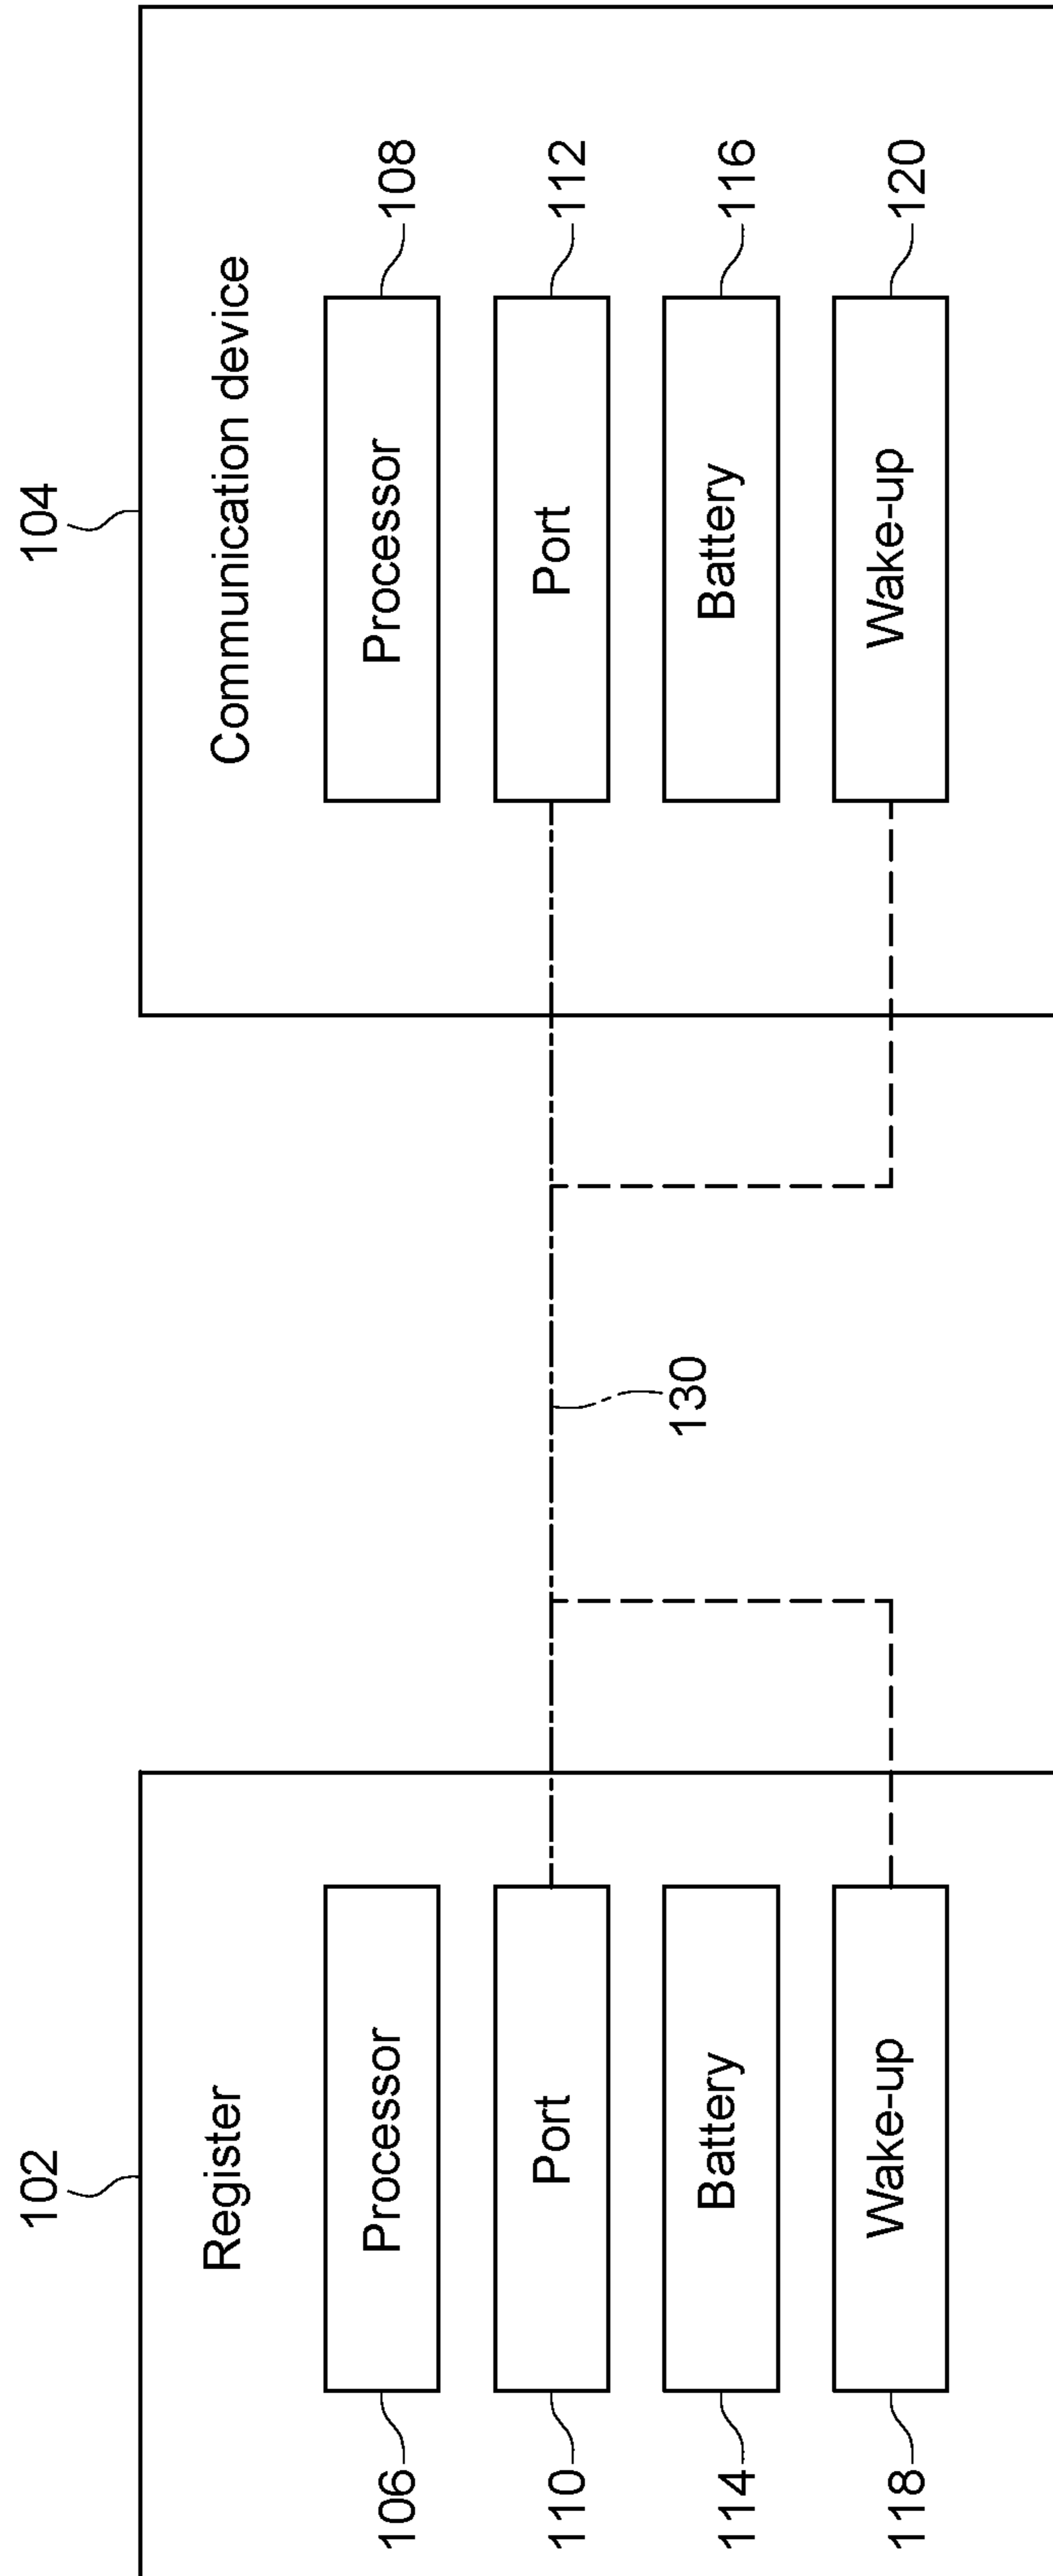 102
Register
106
Processor
110
Port
114
Battery
118
Wake-up
130
104
Communication device
Processor
108
Port
112
Battery
116
Wake-up
120